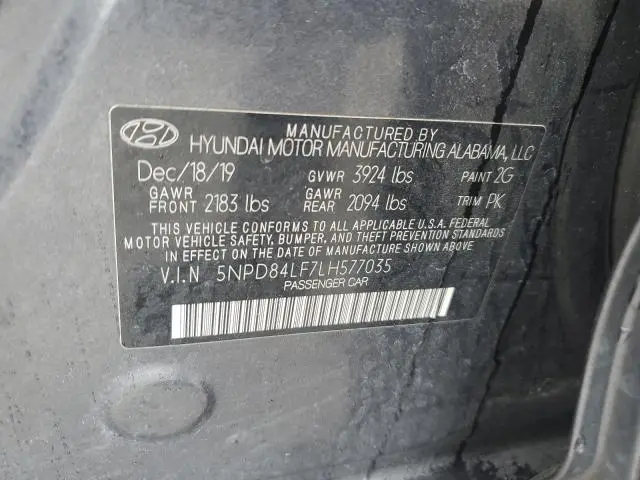 MANUFACTURED BY
HYUNDAI MOTOR MANUFACTURING ALABAMA, LLC
Dec/18/19 GVWR 3924 lbs PAINT 2G
GAWR FRONT 2183 lbs GAWR REAR 2094 lbs TRIM PK
THIS VEHICLE CONFORMS TO ALL APPLICABLE U.S.A. FEDERAL
MOTOR VEHICLE SAFETY, BUMPER, AND THEFT PREVENTION STANDARDS
IN EFFECT ON THE DATE OF MANUFACTURE SHOWN ABOVE.
V.I.N 5NPD84LF7LH577035
PASSENGER CAR